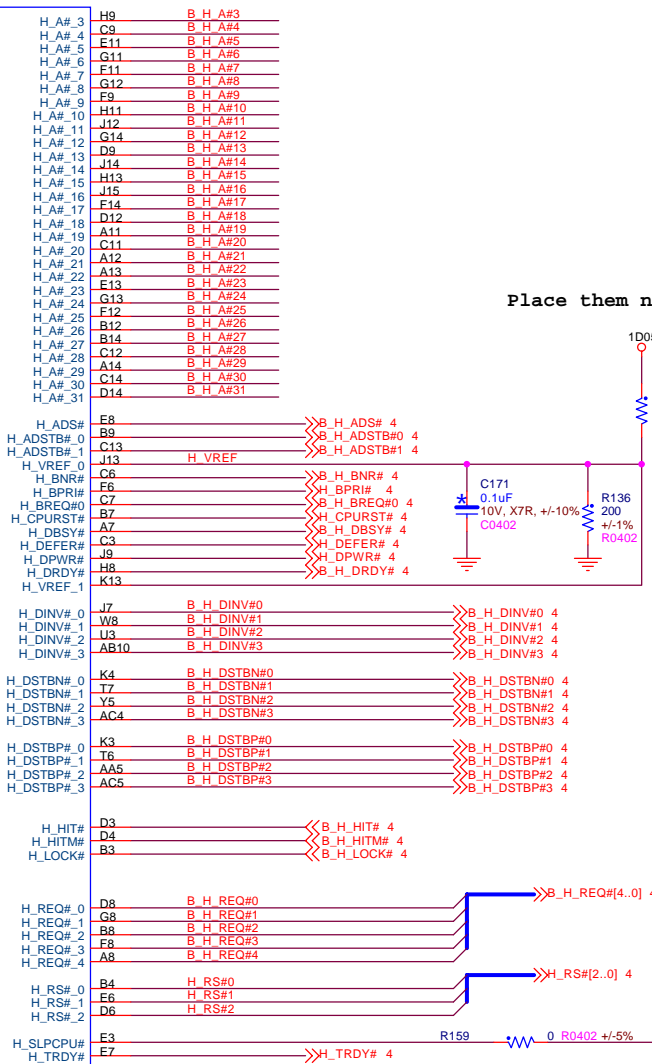 H_A#_3 H9 B_H_A#3
H_A#_4 C9 B_H_A#4
H_A#_5 E11 B_H_A#5
H_A#_6 G11 B_H_A#6
H_A#_7 F11 B_H_A#7
H_A#_8 G12 B_H_A#8
H_A#_9 F9 B_H_A#9
H_A#_10 H11 B_H_A#10
H_A#_11 J12 B_H_A#11
H_A#_12 G14 B_H_A#12
H_A#_13 D9 B_H_A#13
H_A#_14 J14 B_H_A#14
H_A#_15 H13 B_H_A#15
H_A#_16 J15 B_H_A#16
H_A#_17 F14 B_H_A#17
H_A#_18 D12 B_H_A#18
H_A#_19 A11 B_H_A#19
H_A#_20 C11 B_H_A#20
H_A#_21 A12 B_H_A#21
H_A#_22 A13 B_H_A#22
H_A#_23 E13 B_H_A#23
H_A#_24 G13 B_H_A#24
H_A#_25 F12 B_H_A#25
H_A#_26 B12 B_H_A#26
H_A#_27 B14 B_H_A#27
H_A#_28 C12 B_H_A#28
H_A#_29 A14 B_H_A#29
H_A#_30 C14 B_H_A#30
H_A#_31 D14 B_H_A#31
Place them n
1D05
H_ADS# E8 B_H_ADS# 4
H_ADSTB#_0 B9 B_H_ADSTB#0 4
H_ADSTB#_1 C13 B_H_ADSTB#1 4
H_VREF_0 J13 H_VREF
H_BNR# C6 B_H_BNR# 4
H_BPRI# F6 H_BPRI# 4
H_BREQ#0 C7 B_H_BREQ#0 4
H_CPURST# B7 H_CPURST# 4
H_DBSY# A7 B_H_DBSY# 4
H_DEFER# C3 H_DEFER# 4
H_DPWR# J9 H_DPWR# 4
H_DRDY# H8 B_H_DRDY# 4
H_VREF_1 K13
C171
0.1uF
10V, X7R, +/-10%
C0402
R136
200
+/-1%
R0402
H_DINV#_0 J7 B_H_DINV#0 B_H_DINV#0 4
H_DINV#_1 W8 B_H_DINV#1 B_H_DINV#1 4
H_DINV#_2 U3 B_H_DINV#2 B_H_DINV#2 4
H_DINV#_3 AB10 B_H_DINV#3 B_H_DINV#3 4
H_DSTBN#_0 K4 B_H_DSTBN#0 B_H_DSTBN#0 4
H_DSTBN#_1 T7 B_H_DSTBN#1 B_H_DSTBN#1 4
H_DSTBN#_2 Y5 B_H_DSTBN#2 B_H_DSTBN#2 4
H_DSTBN#_3 AC4 B_H_DSTBN#3 B_H_DSTBN#3 4
H_DSTBP#_0 K3 B_H_DSTBP#0 B_H_DSTBP#0 4
H_DSTBP#_1 T6 B_H_DSTBP#1 B_H_DSTBP#1 4
H_DSTBP#_2 AA5 B_H_DSTBP#2 B_H_DSTBP#2 4
H_DSTBP#_3 AC5 B_H_DSTBP#3 B_H_DSTBP#3 4
H_HIT# D3 B_H_HIT# 4
H_HITM# D4 B_H_HITM# 4
H_LOCK# B3 B_H_LOCK# 4
B_H_REQ#[4..0] 4
H_REQ#_0 D8 B_H_REQ#0
H_REQ#_1 G8 B_H_REQ#1
H_REQ#_2 B8 B_H_REQ#2
H_REQ#_3 F8 B_H_REQ#3
H_REQ#_4 A8 B_H_REQ#4
H_RS#[2..0] 4
H_RS#_0 B4 H_RS#0
H_RS#_1 E6 H_RS#1
H_RS#_2 D6 H_RS#2
H_SLPCPU# E3 R159 0 R0402 +/-5%
H_TRDY# E7 H_TRDY# 4